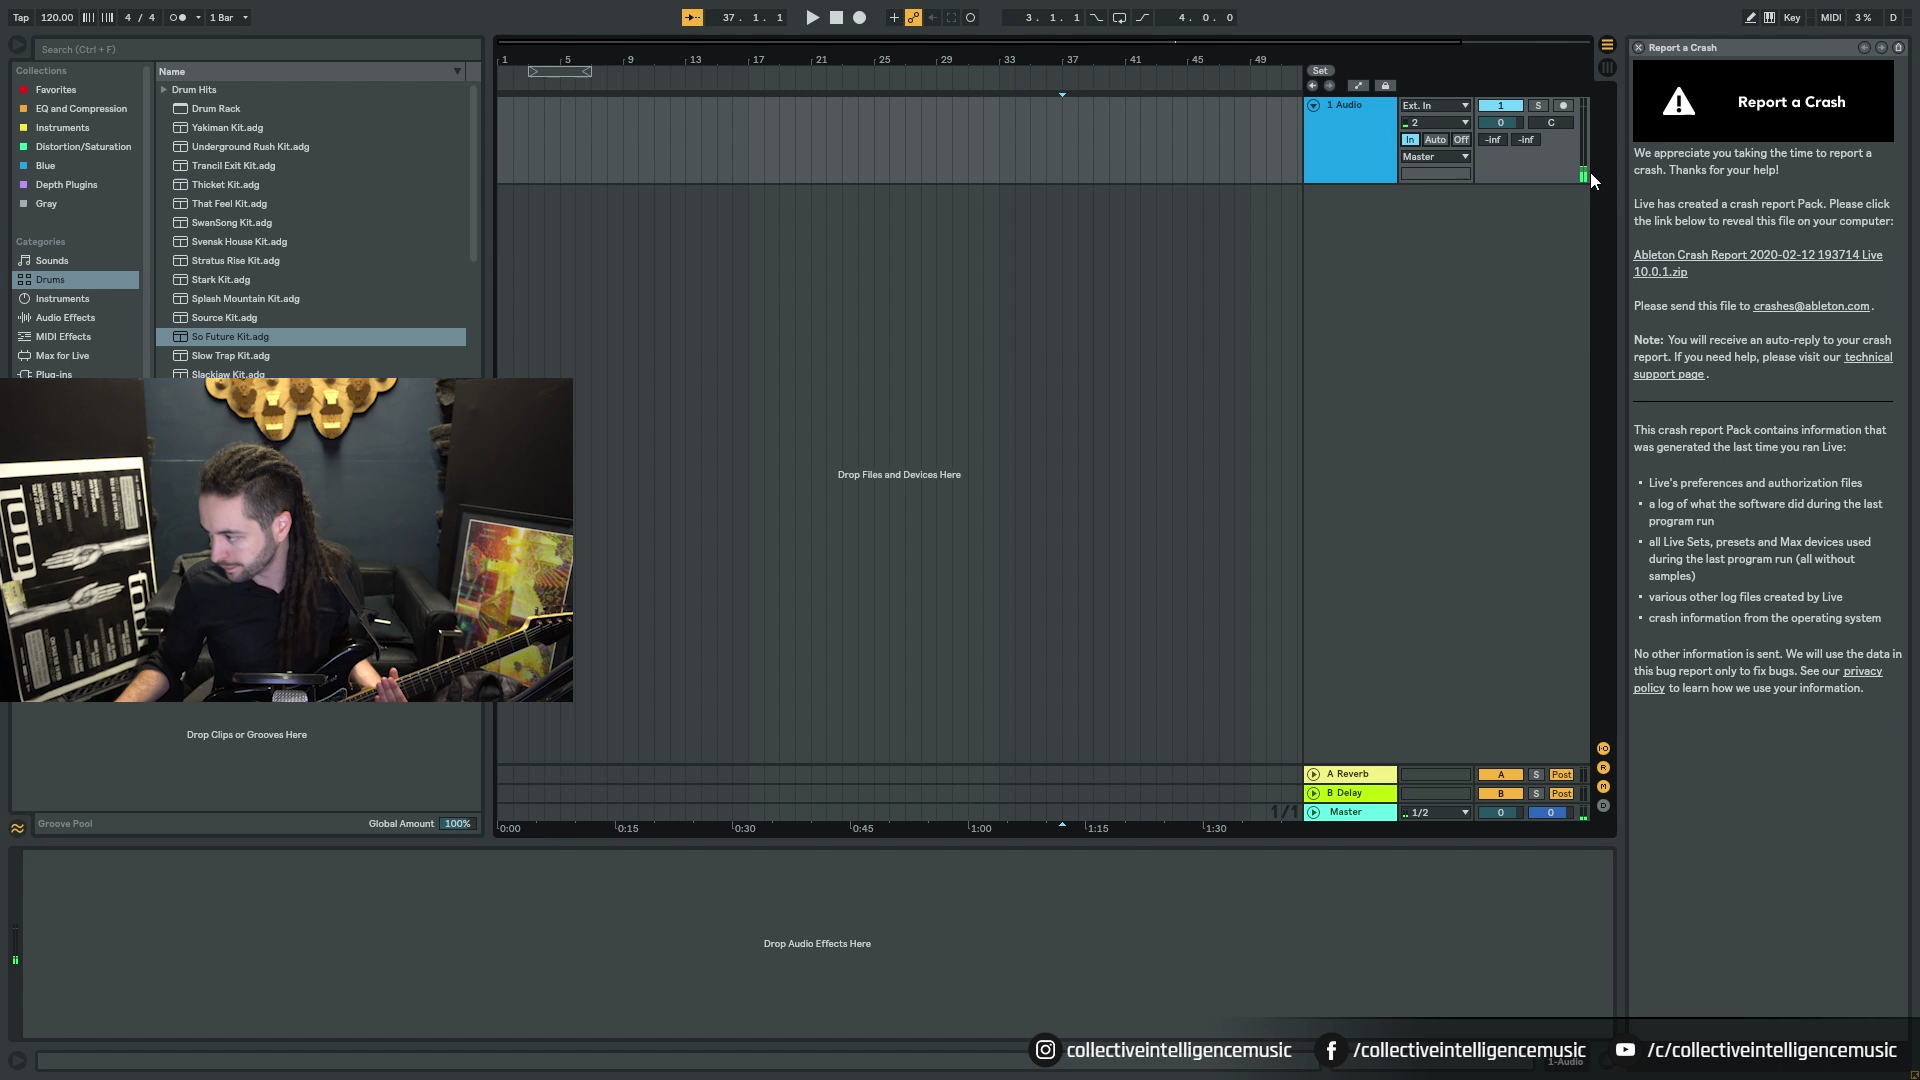 Tap 120.00 4 / 4 1 Bar 37. 1. 1 3. 1. 1 4. 0. 0 Key MIDI 3 % D
Search (Ctrl + F)
Collections
Favorites
EQ and Compression
Instruments
Distortion/Saturation
Blue
Depth Plugins
Gray
Categories
Sounds
Drums
Instruments
Audio Effects
MIDI Effects
Max for Live
Plug-ins
Name
Drum Hits
Drum Rack
Yakiman Kit.adg
Underground Rush Kit.adg
Trancil Exit Kit.adg
Thicket Kit.adg
That Feel Kit.adg
SwanSong Kit.adg
Svensk House Kit.adg
Stratus Rise Kit.adg
Stark Kit.adg
Splash Mountain Kit.adg
Source Kit.adg
So Future Kit.adg
Slow Trap Kit.adg
Slackjaw Kit.adg
TOOL
Drop Clips or Grooves Here
Groove Pool Global Amount 100%
1 5 9 13 17 21 25 29 33 37 41 45 49
Set
1 Audio Ext. In 1 S
2 0 C
In Auto Off -inf -inf
Master
Drop Files and Devices Here
A Reverb A S Post
B Delay B S Post
1/1 Master 1/2 0 0
0:00 0:15 0:30 0:45 1:00 1:15 1:30
I·O
R
M
D
Drop Audio Effects Here
Report a Crash
Report a Crash
We appreciate you taking the time to report a
crash. Thanks for your help!
Live has created a crash report Pack. Please click
the link below to reveal this file on your computer:
Ableton Crash Report 2020-02-12 193714 Live
10.0.1.zip
Please send this file to crashes@ableton.com.
Note: You will receive an auto-reply to your crash
report. If you need help, please visit our technical
support page.
This crash report Pack contains information that
was generated the last time you ran Live:
• Live's preferences and authorization files
• a log of what the software did during the last
program run
• all Live Sets, presets and Max devices used
during the last program run (all without
samples)
• various other log files created by Live
• crash information from the operating system
No other information is sent. We will use the data in
this bug report only to fix bugs. See our privacy
policy to learn how we use your information.
collectiveintelligencemusic /collectiveintelligencemusic /c/collectiveintelligencemusic
1-Audio